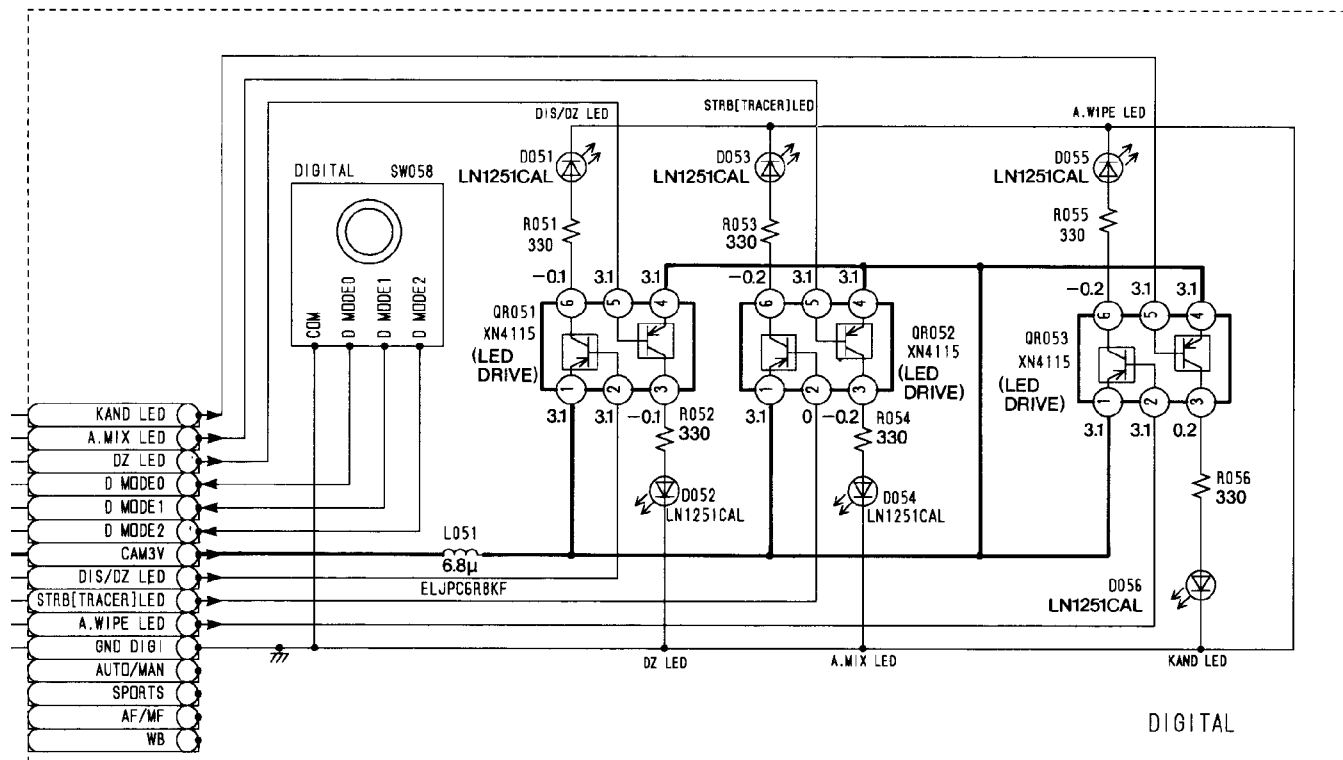 DIS/DZ LED
STRB[TRACER]LED
A.WIPE LED
D051
LN1251CAL
D053
LN1251CAL
D055
LN1251CAL
DIGITAL SW058
COM
D MODE0
D MODE1
D MODE2
R051
330
R053
330
R055
330
-0.1 3.1 3.1
-0.2 3.1 3.1
-0.2 3.1 3.1
QR051
XN4115
(LED
DRIVE)
6 5 4
1 2 3
3.1 3.1 -0.1
QR052
XN4115
(LED
DRIVE)
6 5 4
1 2 3
3.1 0 -0.2
QR053
XN4115
(LED
DRIVE)
6 5 4
1 2 3
3.1 3.1 0.2
R052
330
R054
330
R056
330
D052
LN1251CAL
D054
LN1251CAL
D056
LN1251CAL
L051
6.8μ
ELJPC6R8KF
KAND LED
A.MIX LED
DZ LED
D MODE0
D MODE1
D MODE2
CAM3V
DIS/DZ LED
STRB[TRACER]LED
A.WIPE LED
GND DIGI
AUTO/MAN
SPORTS
AF/MF
WB
DZ LED
A.MIX LED
KAND LED
DIGITAL